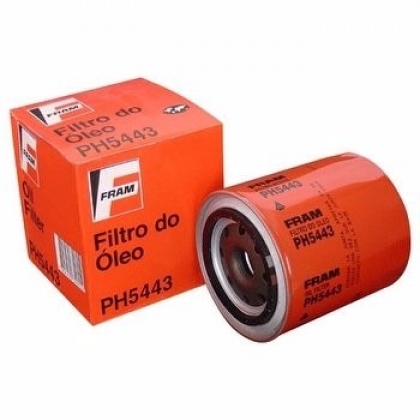 FRAM
Filtro do
Óleo
PH5443
FRAM
Filtro do
Óleo
PH5443
Oil
Filter
PH5443
PH5443
FRAM
FILTRO DO ÓLEO
PH5443
FRAM
OIL FILTER
PH5443